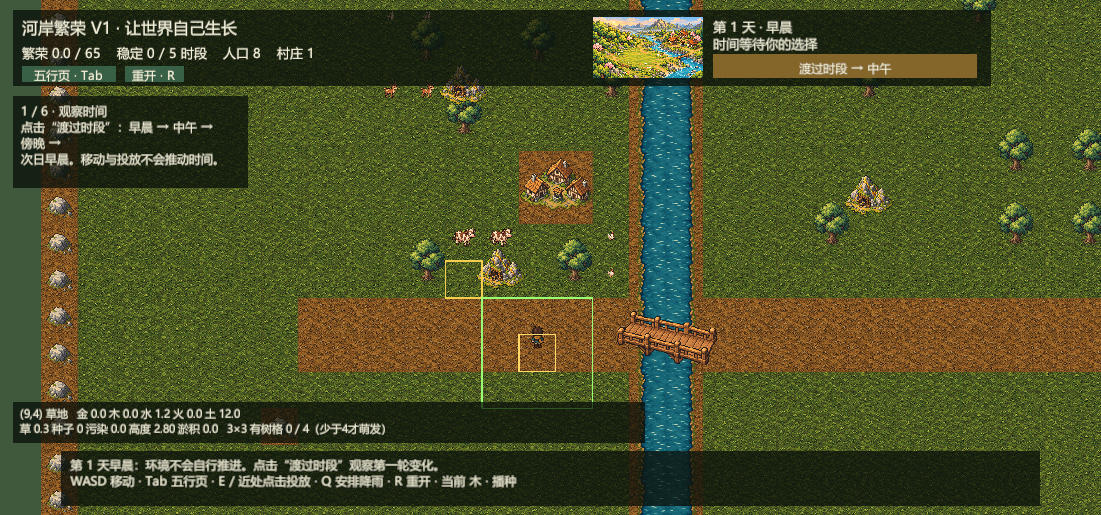 河岸繁荣 V1 · 让世界自己生长
繁荣 0.0 / 65 稳定 0 / 5 时段 人口 8 村庄 1
五行页 · Tab 重开 · R
第 1 天 · 早晨
时间等待你的选择
渡过时段 → 中午
1 / 6 · 观察时间
点击“渡过时段”：早晨 → 中午 →
傍晚 →
次日早晨。移动与投放不会推动时间。
(9,4) 草地 金 0.0 木 0.0 水 1.2 火 0.0 土 12.0
草 0.3 种子 0 污染 0.0 高度 2.80 淤积 0.0 3×3 有树格 0 / 4（少于4才萌发）
第 1 天早晨：环境不会自行推进。点击“渡过时段”观察第一轮变化。
WASD 移动 · Tab 五行页 · E / 近处点击投放 · Q 安排降雨 · R 重开 · 当前 木 · 播种